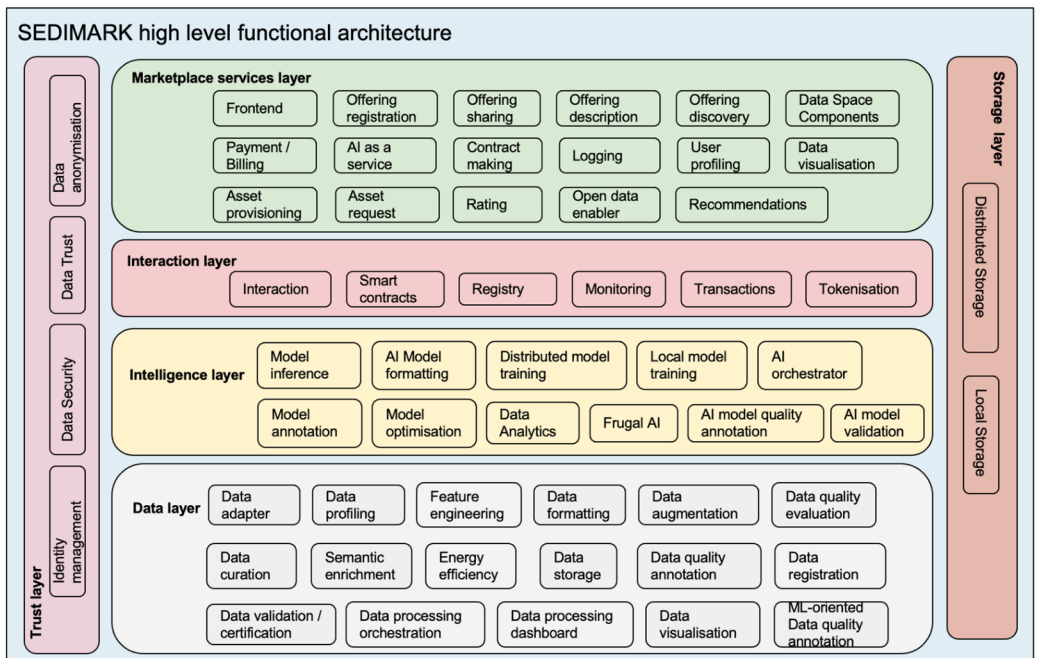 SEDIMARK high level functional architecture
Trust layer
Data
anonymisation
Data Trust
Data Security
Identity
management
Marketplace services layer
Frontend
Offering
registration
Offering
sharing
Offering
description
Offering
discovery
Data Space
Components
Payment /
Billing
AI as a
service
Contract
making
Logging
User
profiling
Data
visualisation
Asset
provisioning
Asset
request
Rating
Open data
enabler
Recommendations
Interaction layer
Interaction
Smart
contracts
Registry
Monitoring
Transactions
Tokenisation
Intelligence layer
Model
inference
AI Model
formatting
Distributed model
training
Local model
training
AI
orchestrator
Model
annotation
Model
optimisation
Data
Analytics
Frugal AI
AI model quality
annotation
AI model
validation
Data layer
Data
adapter
Data
profiling
Feature
engineering
Data
formatting
Data
augmentation
Data quality
evaluation
Data
curation
Semantic
enrichment
Energy
efficiency
Data
storage
Data quality
annotation
Data
registration
Data validation /
certification
Data processing
orchestration
Data processing
dashboard
Data
visualisation
ML-oriented
Data quality
annotation
Storage layer
Distributed Storage
Local Storage